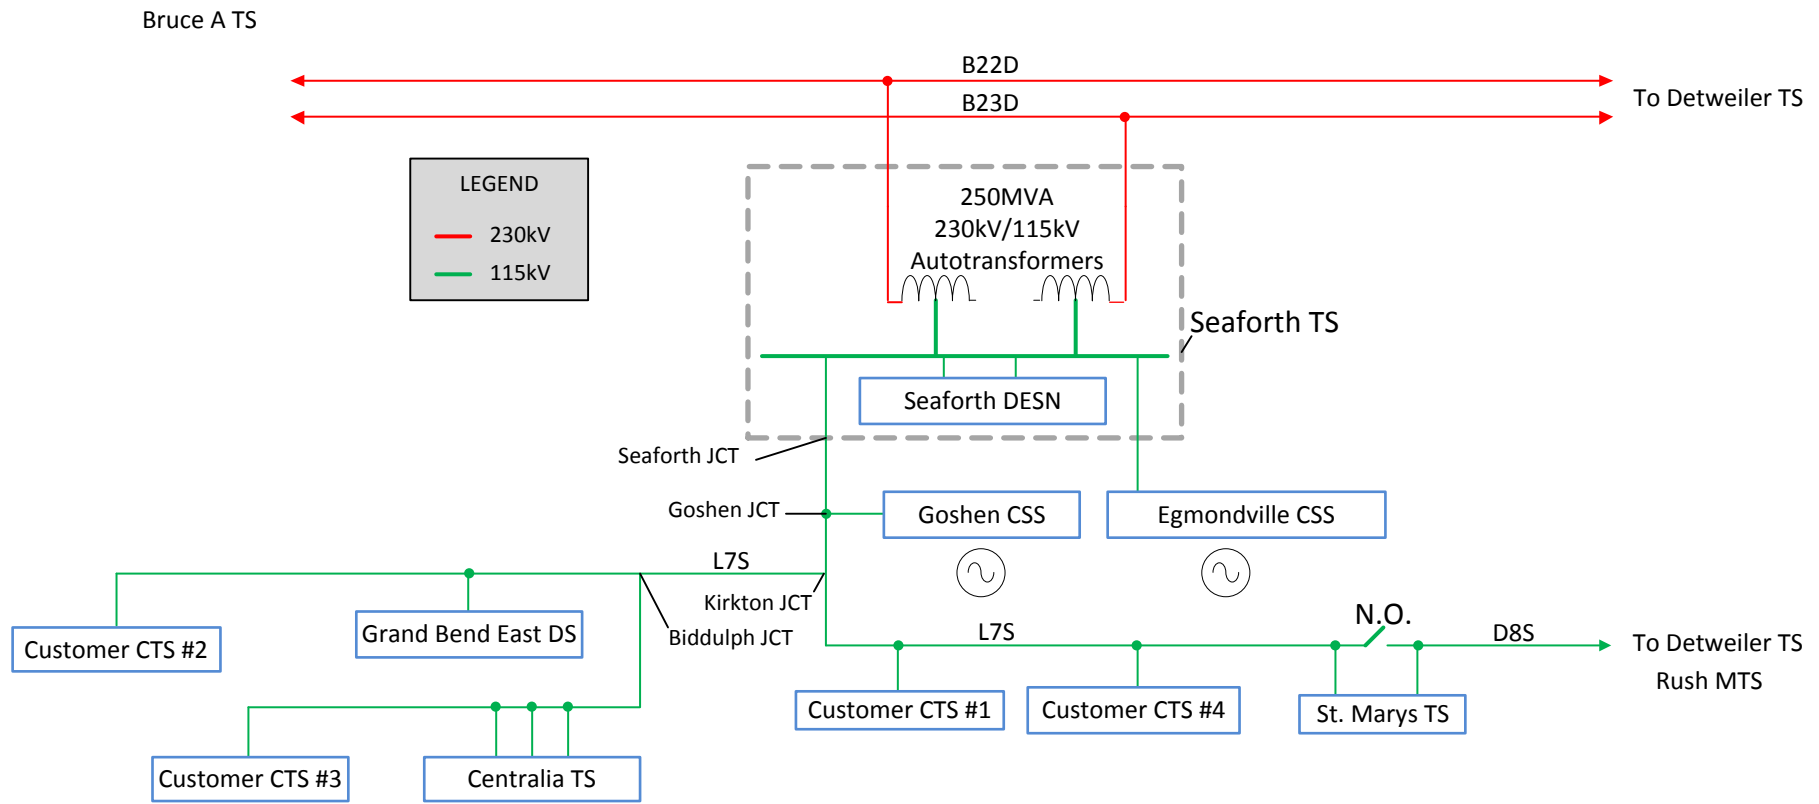 Bruce A TS
B22D
To Detweiler TS
B23D
LEGEND
230kV
115kV
250MVA
230kV/115kV
Autotransformers
Seaforth TS
Seaforth DESN
Seaforth JCT
Goshen JCT
Goshen CSS
Egmondville CSS
L7S
Kirkton JCT
Biddulph JCT
Grand Bend East DS
Customer CTS #2
L7S
N.O.
D8S
To Detweiler TS
Rush MTS
Customer CTS #1
Customer CTS #4
St. Marys TS
Customer CTS #3
Centralia TS